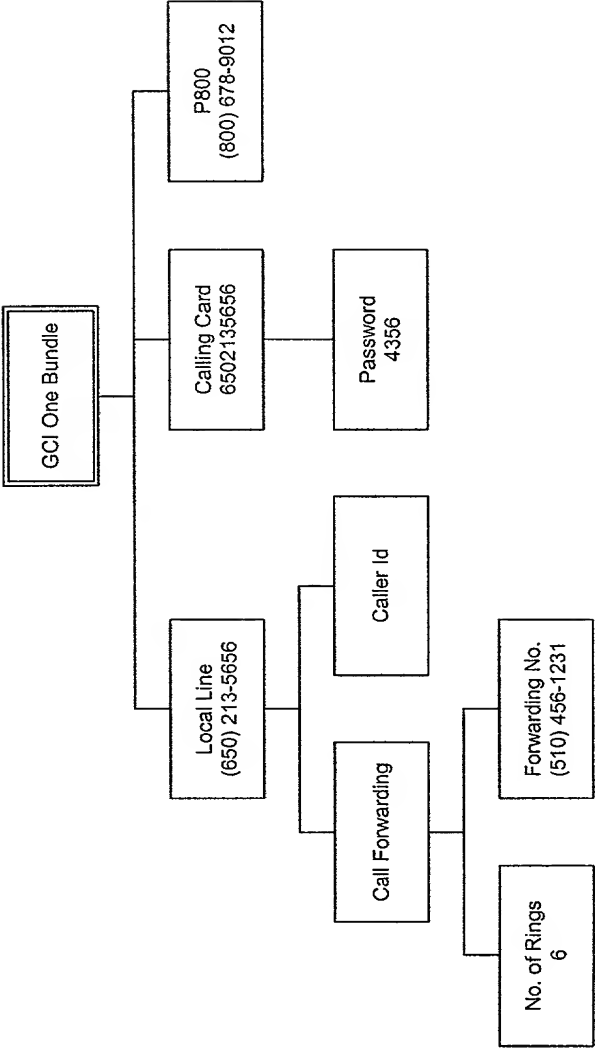 GCI One Bundle
Local Line
(650) 213-5656
Calling Card
6502135656
P800
(800) 678-9012
Call Forwarding
Caller Id
Password
4356
No. of Rings
6
Forwarding No.
(510) 456-1231